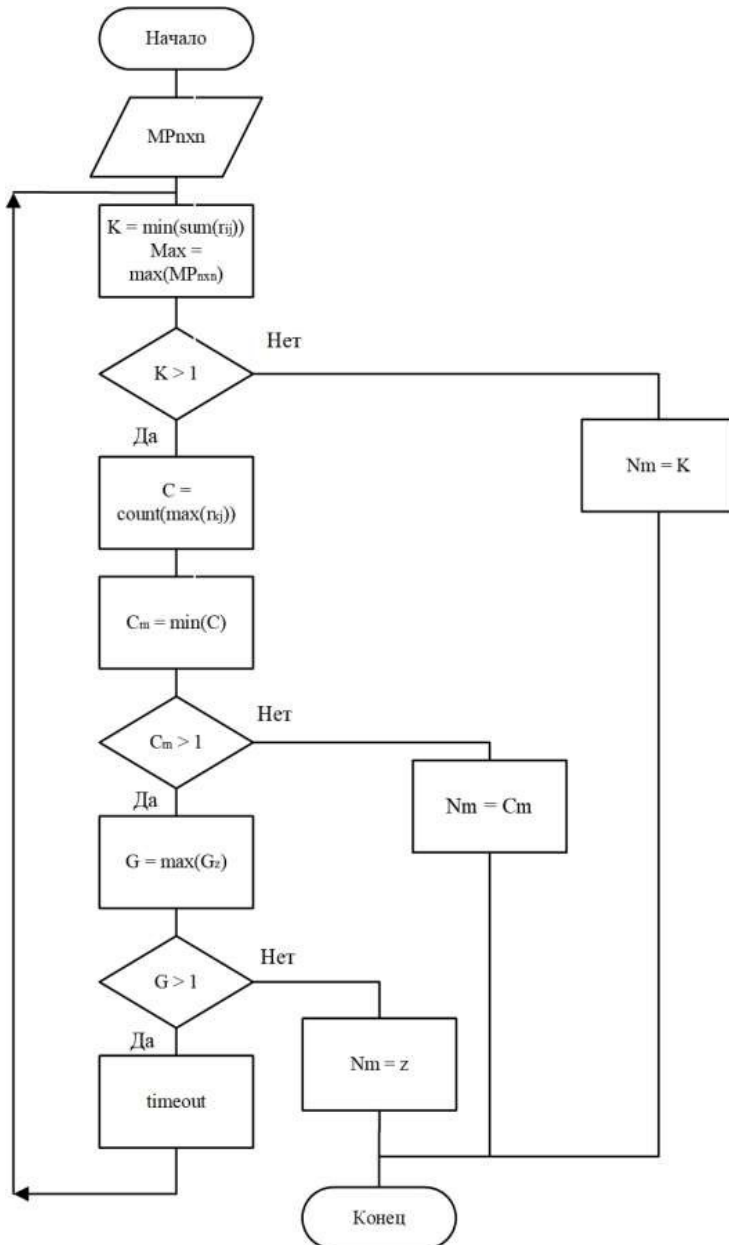 Начало
MPnxn
K = min(sum(rij))
Max =
max(MPnxn)
Нет
K > 1
Да
Nm = K
C =
count(max(nkj))
Cm = min(C)
Нет
Cm > 1
Да
Nm = Cm
G = max(Gz)
Нет
G > 1
Да
Nm = z
timeout
Конец